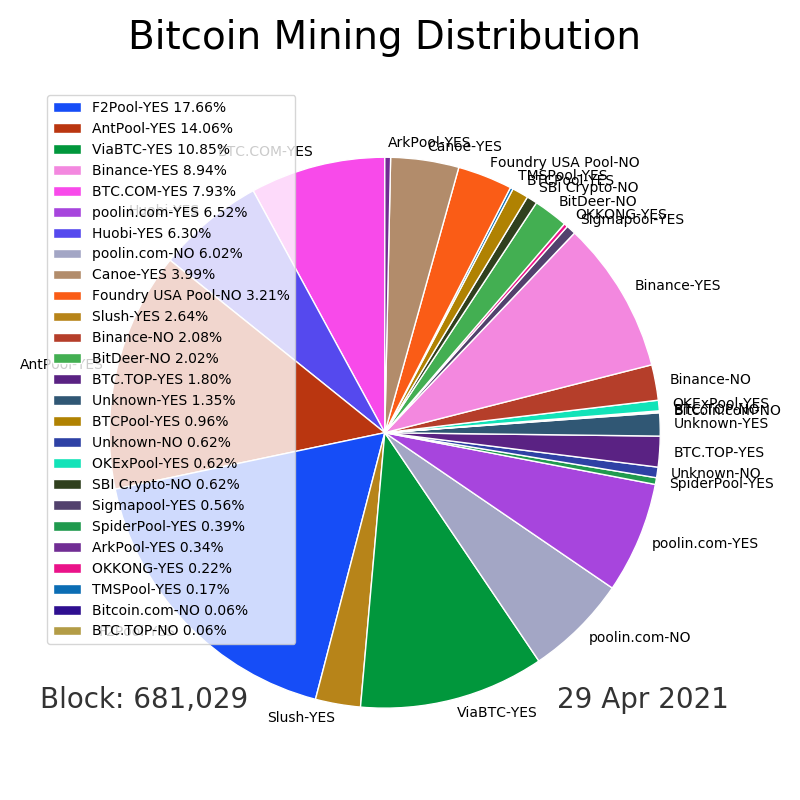 Bitcoin Mining Distribution
F2Pool-YES 17.66%
AntPool-YES 14.06%
ViaBTC-YES 10.85%
Binance-YES 8.94%
BTC.COM-YES 7.93%
poolin.com-YES 6.52%
Huobi-YES 6.30%
poolin.com-NO 6.02%
Canoe-YES 3.99%
Foundry USA Pool-NO 3.21%
Slush-YES 2.64%
Binance-NO 2.08%
BitDeer-NO 2.02%
BTC.TOP-YES 1.80%
Unknown-YES 1.35%
BTCPool-YES 0.96%
Unknown-NO 0.62%
OKExPool-YES 0.62%
SBI Crypto-NO 0.62%
Sigmapool-YES 0.56%
SpiderPool-YES 0.39%
ArkPool-YES 0.34%
OKKONG-YES 0.22%
TMSPool-YES 0.17%
Bitcoin.com-NO 0.06%
BTC.TOP-NO 0.06%
BTC.COM-YES
Huobi-YES
AntPool-YES
Slush-YES
ViaBTC-YES
ArkPool-YES
Canoe-YES
Foundry USA Pool-NO
TMSPool-YES
BTCPool-YES
SBI Crypto-NO
BitDeer-NO
OKKONG-YES
Sigmapool-YES
Binance-YES
Binance-NO
OKExPool-YES
Unknown-YES
BTC.TOP-YES
Unknown-NO
SpiderPool-YES
poolin.com-YES
poolin.com-NO
Block: 681,029
29 Apr 2021